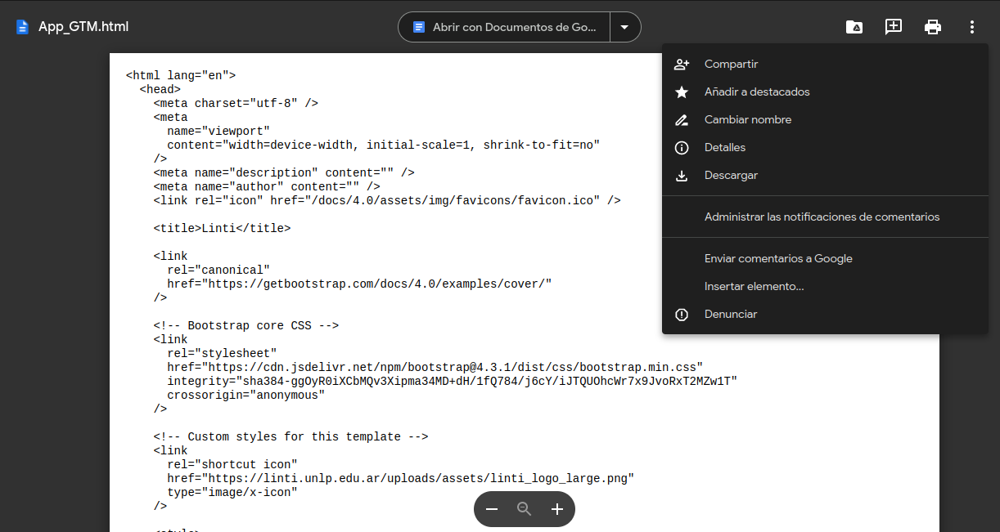 App_GTM.html
Abrir con Documentos de Go...
Compartir
Añadir a destacados
Cambiar nombre
Detalles
Descargar
Administrar las notificaciones de comentarios
Enviar comentarios a Google
Insertar elemento...
Denunciar
<html lang="en">
<head>
<meta charset="utf-8" />
<meta
name="viewport"
content="width=device-width, initial-scale=1, shrink-to-fit=no"
/>
<meta name="description" content="" />
<meta name="author" content="" />
<link rel="icon" href="/docs/4.0/assets/img/favicons/favicon.ico" />
<title>Linti</title>
<link
rel="canonical"
href="https://getbootstrap.com/docs/4.0/examples/cover/"
/>
<!-- Bootstrap core CSS -->
<link
rel="stylesheet"
href="https://cdn.jsdelivr.net/npm/bootstrap@4.3.1/dist/css/bootstrap.min.css"
integrity="sha384-ggOyR0iXCbMQv3Xipma34MD+dH/1fQ784/j6cY/iJTQUOhcWr7x9JvoRxT2MZw1T"
crossorigin="anonymous"
/>
<!-- Custom styles for this template -->
<link
rel="shortcut icon"
href="https://linti.unlp.edu.ar/uploads/assets/linti_logo_large.png"
type="image/x-icon"
/>
<style>